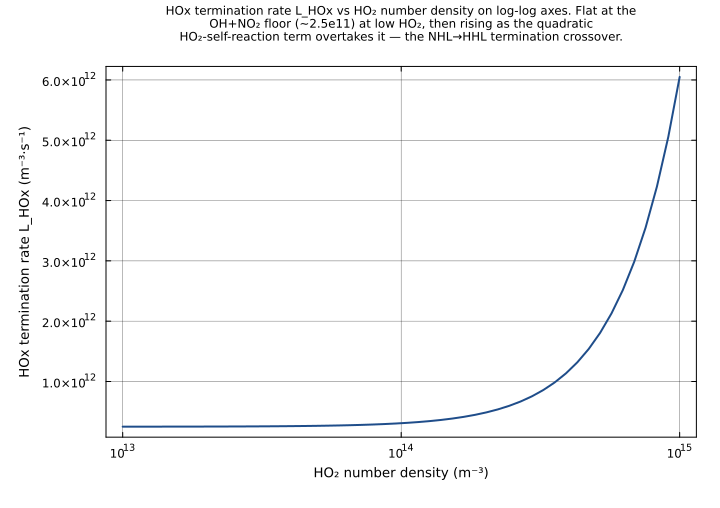 HOx termination rate L_HOx vs HO₂ number density on log-log axes. Flat at the
OH+NO₂ floor (~2.5e11) at low HO₂, then rising as the quadratic
HO₂-self-reaction term overtakes it — the NHL→HHL termination crossover.
HOx termination rate L_HOx (m⁻³·s⁻¹)
6.0×10¹²
5.0×10¹²
4.0×10¹²
3.0×10¹²
2.0×10¹²
1.0×10¹²
10¹³
10¹⁴
10¹⁵
HO₂ number density (m⁻³)